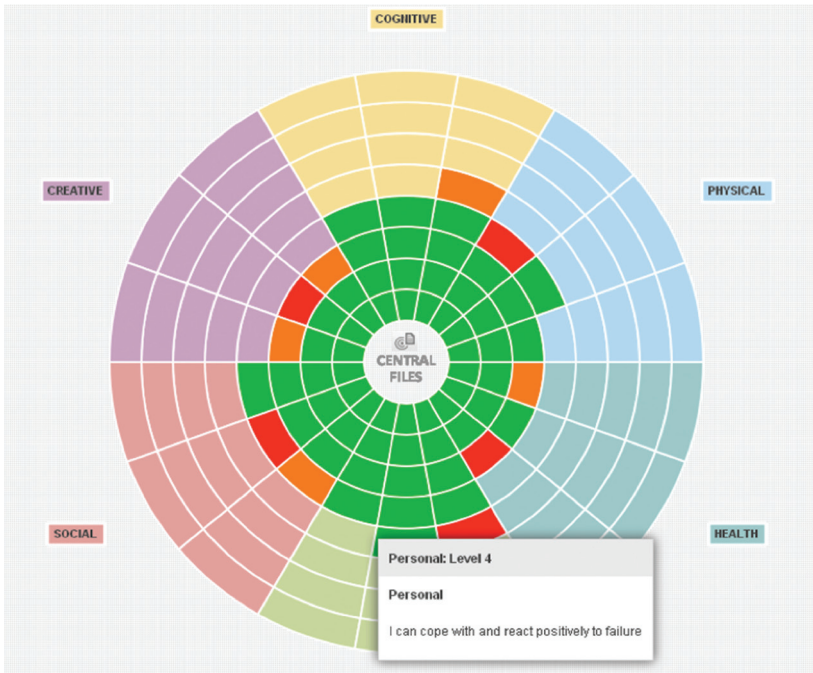 COGNITIVE
CREATIVE
PHYSICAL
CENTRAL
FILES
SOCIAL
HEALTH
Personal: Level 4
Personal
I can cope with and react positively to failure